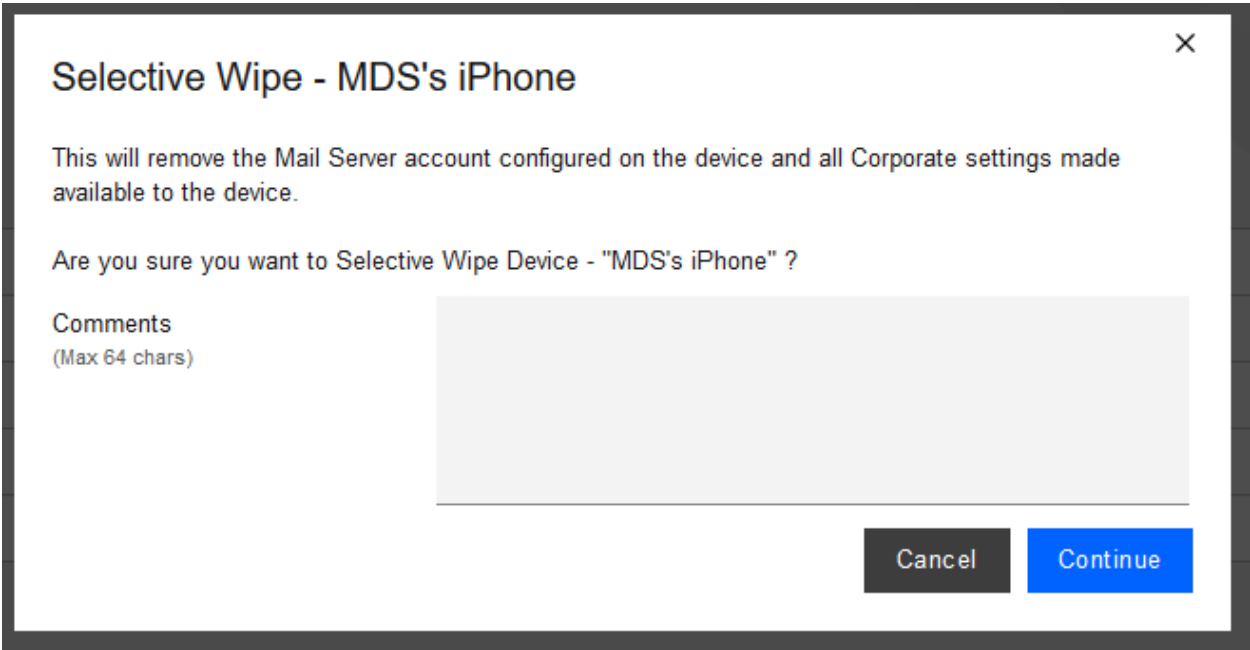 Selective Wipe - MDS's iPhone
This will remove the Mail Server account configured on the device and all Corporate settings made
available to the device.
Are you sure you want to Selective Wipe Device - "MDS's iPhone" ?
Comments
(Max 64 chars)
Cancel
Continue